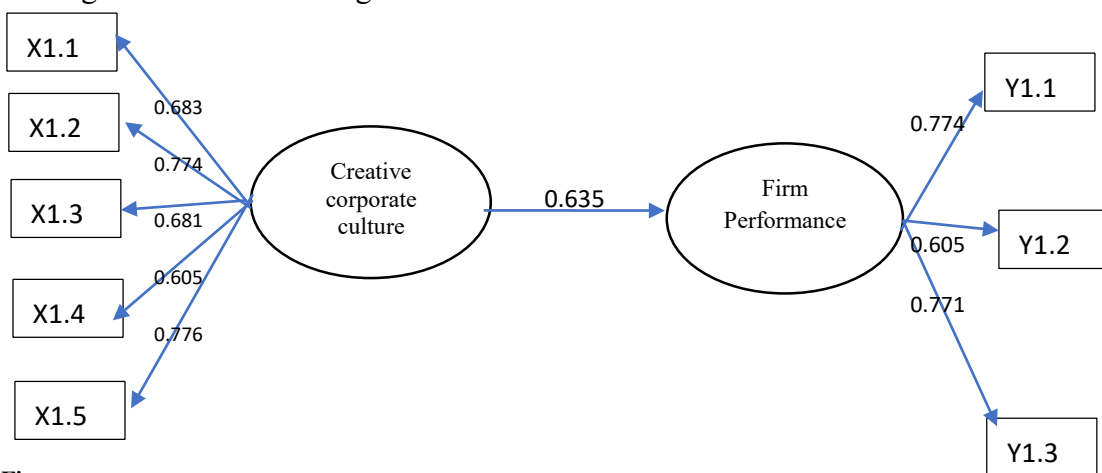 X1.1
X1.2
X1.3
X1.4
X1.5
0.683
0.774
0.681
0.605
0.776
Creative
corporate
culture
0.635
Firm
Performance
0.774
0.605
0.771
Y1.1
Y1.2
Y1.3